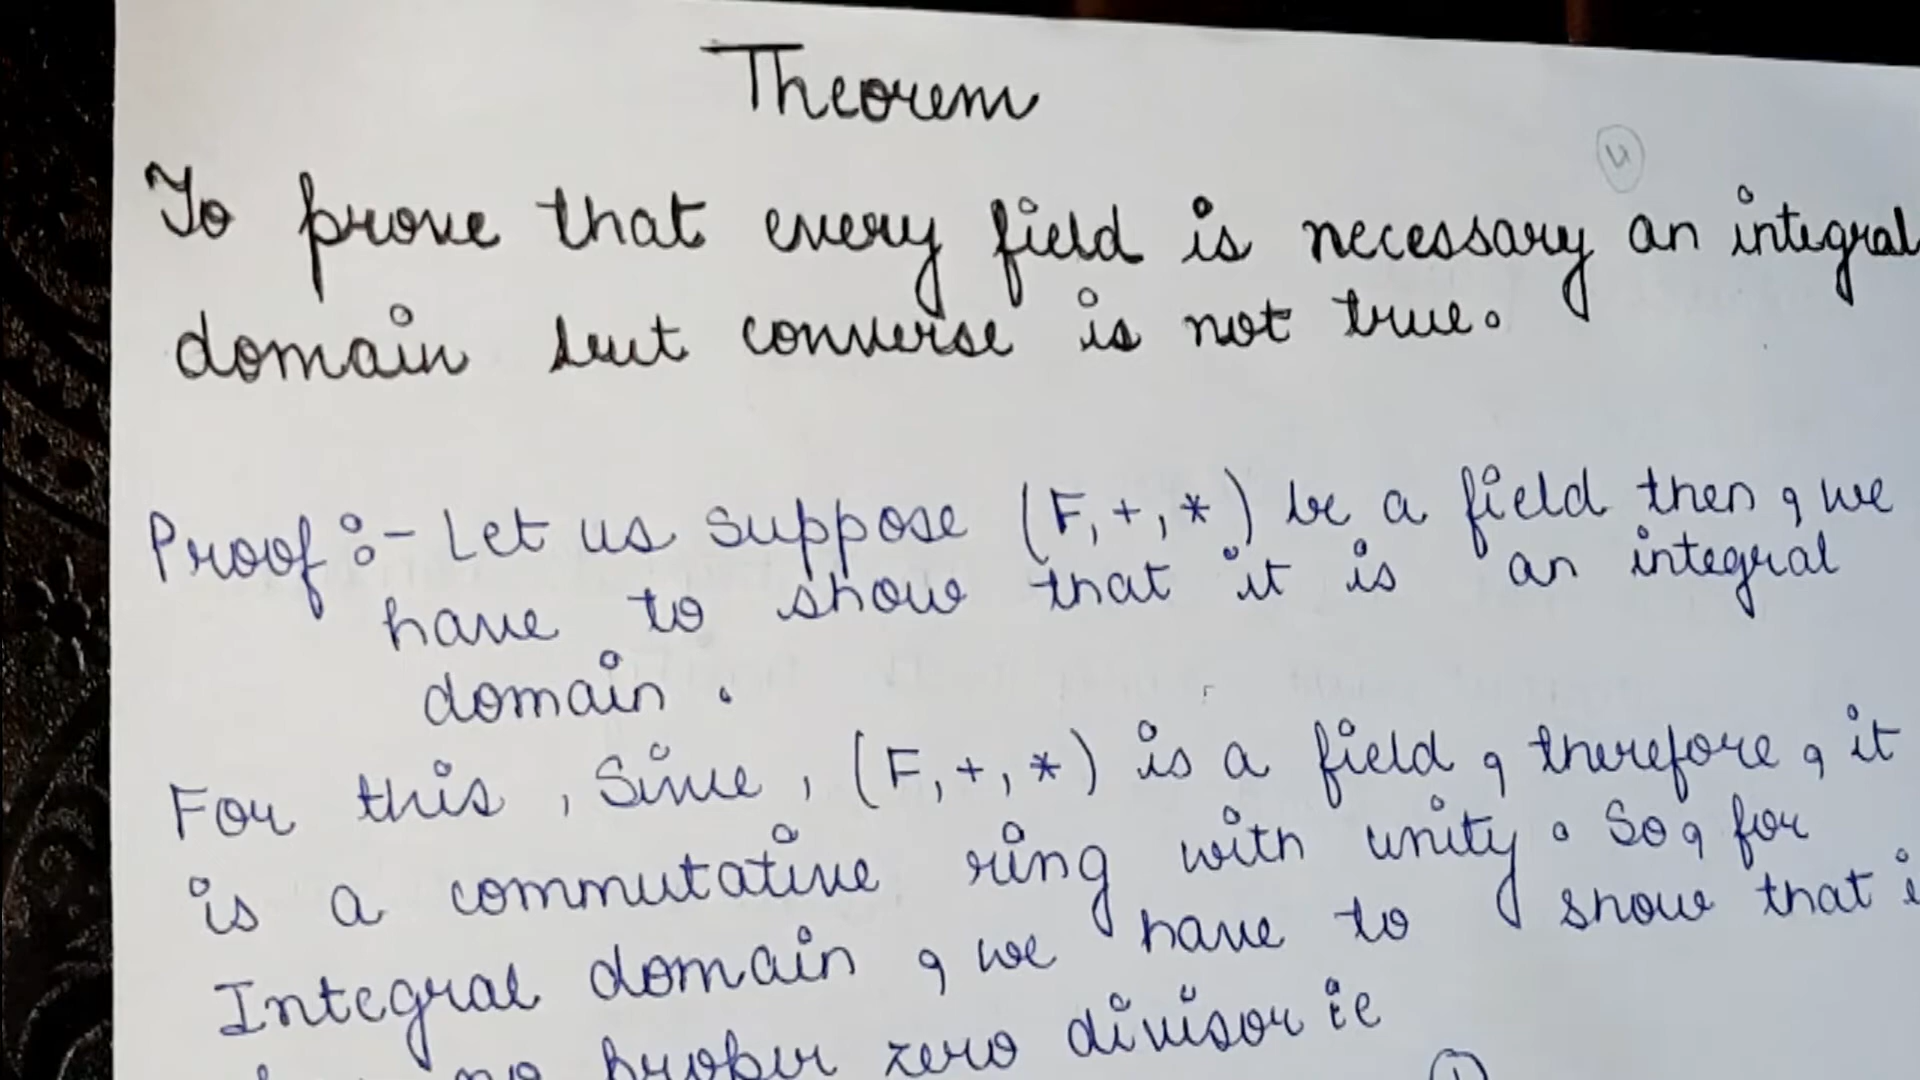 Theorem
4
To prove that every field is necessary an integral
domain but converse is not true.
Proof :- Let us suppose (F, +, *) be a field then, we
have to show that it is an integral
domain.
For this, Since, (F, +, *) is a field, therefore, it
is a commutative ring with unity. So, for
Integral domain, we have to show that
no proper zero divisor ie
1